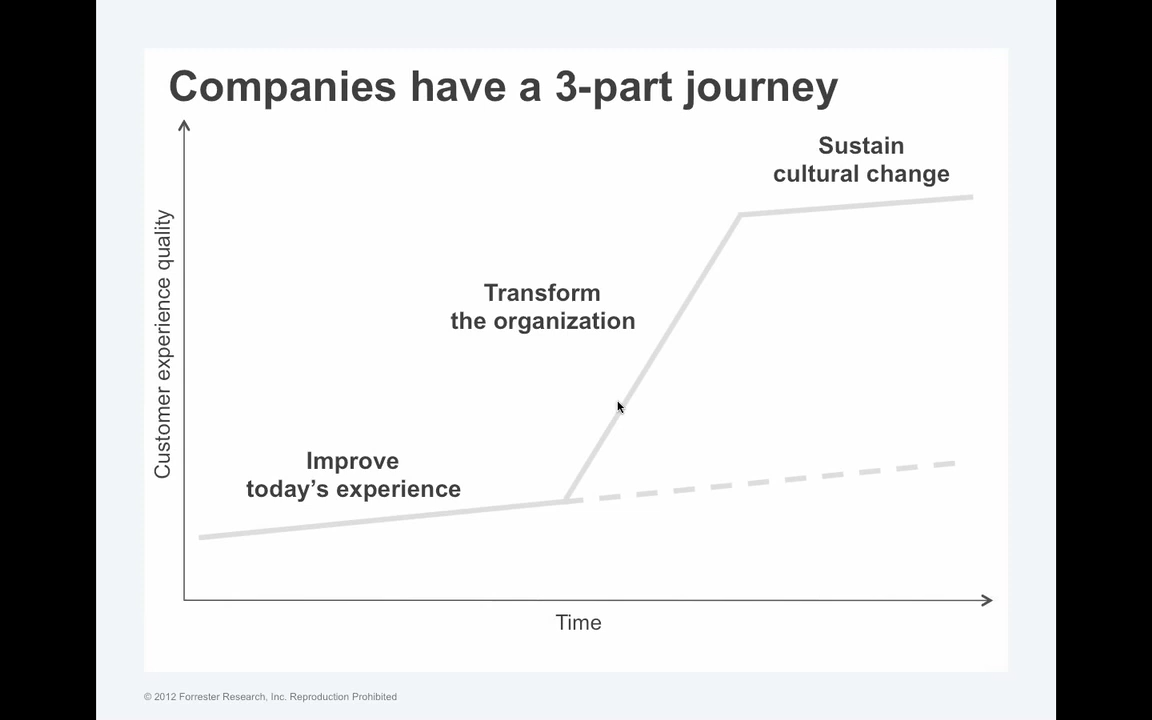 Companies have a 3-part journey
Sustain
cultural change
Customer experience quality
Transform
the organization
Improve
today’s experience
Time
© 2012 Forrester Research, Inc. Reproduction Prohibited